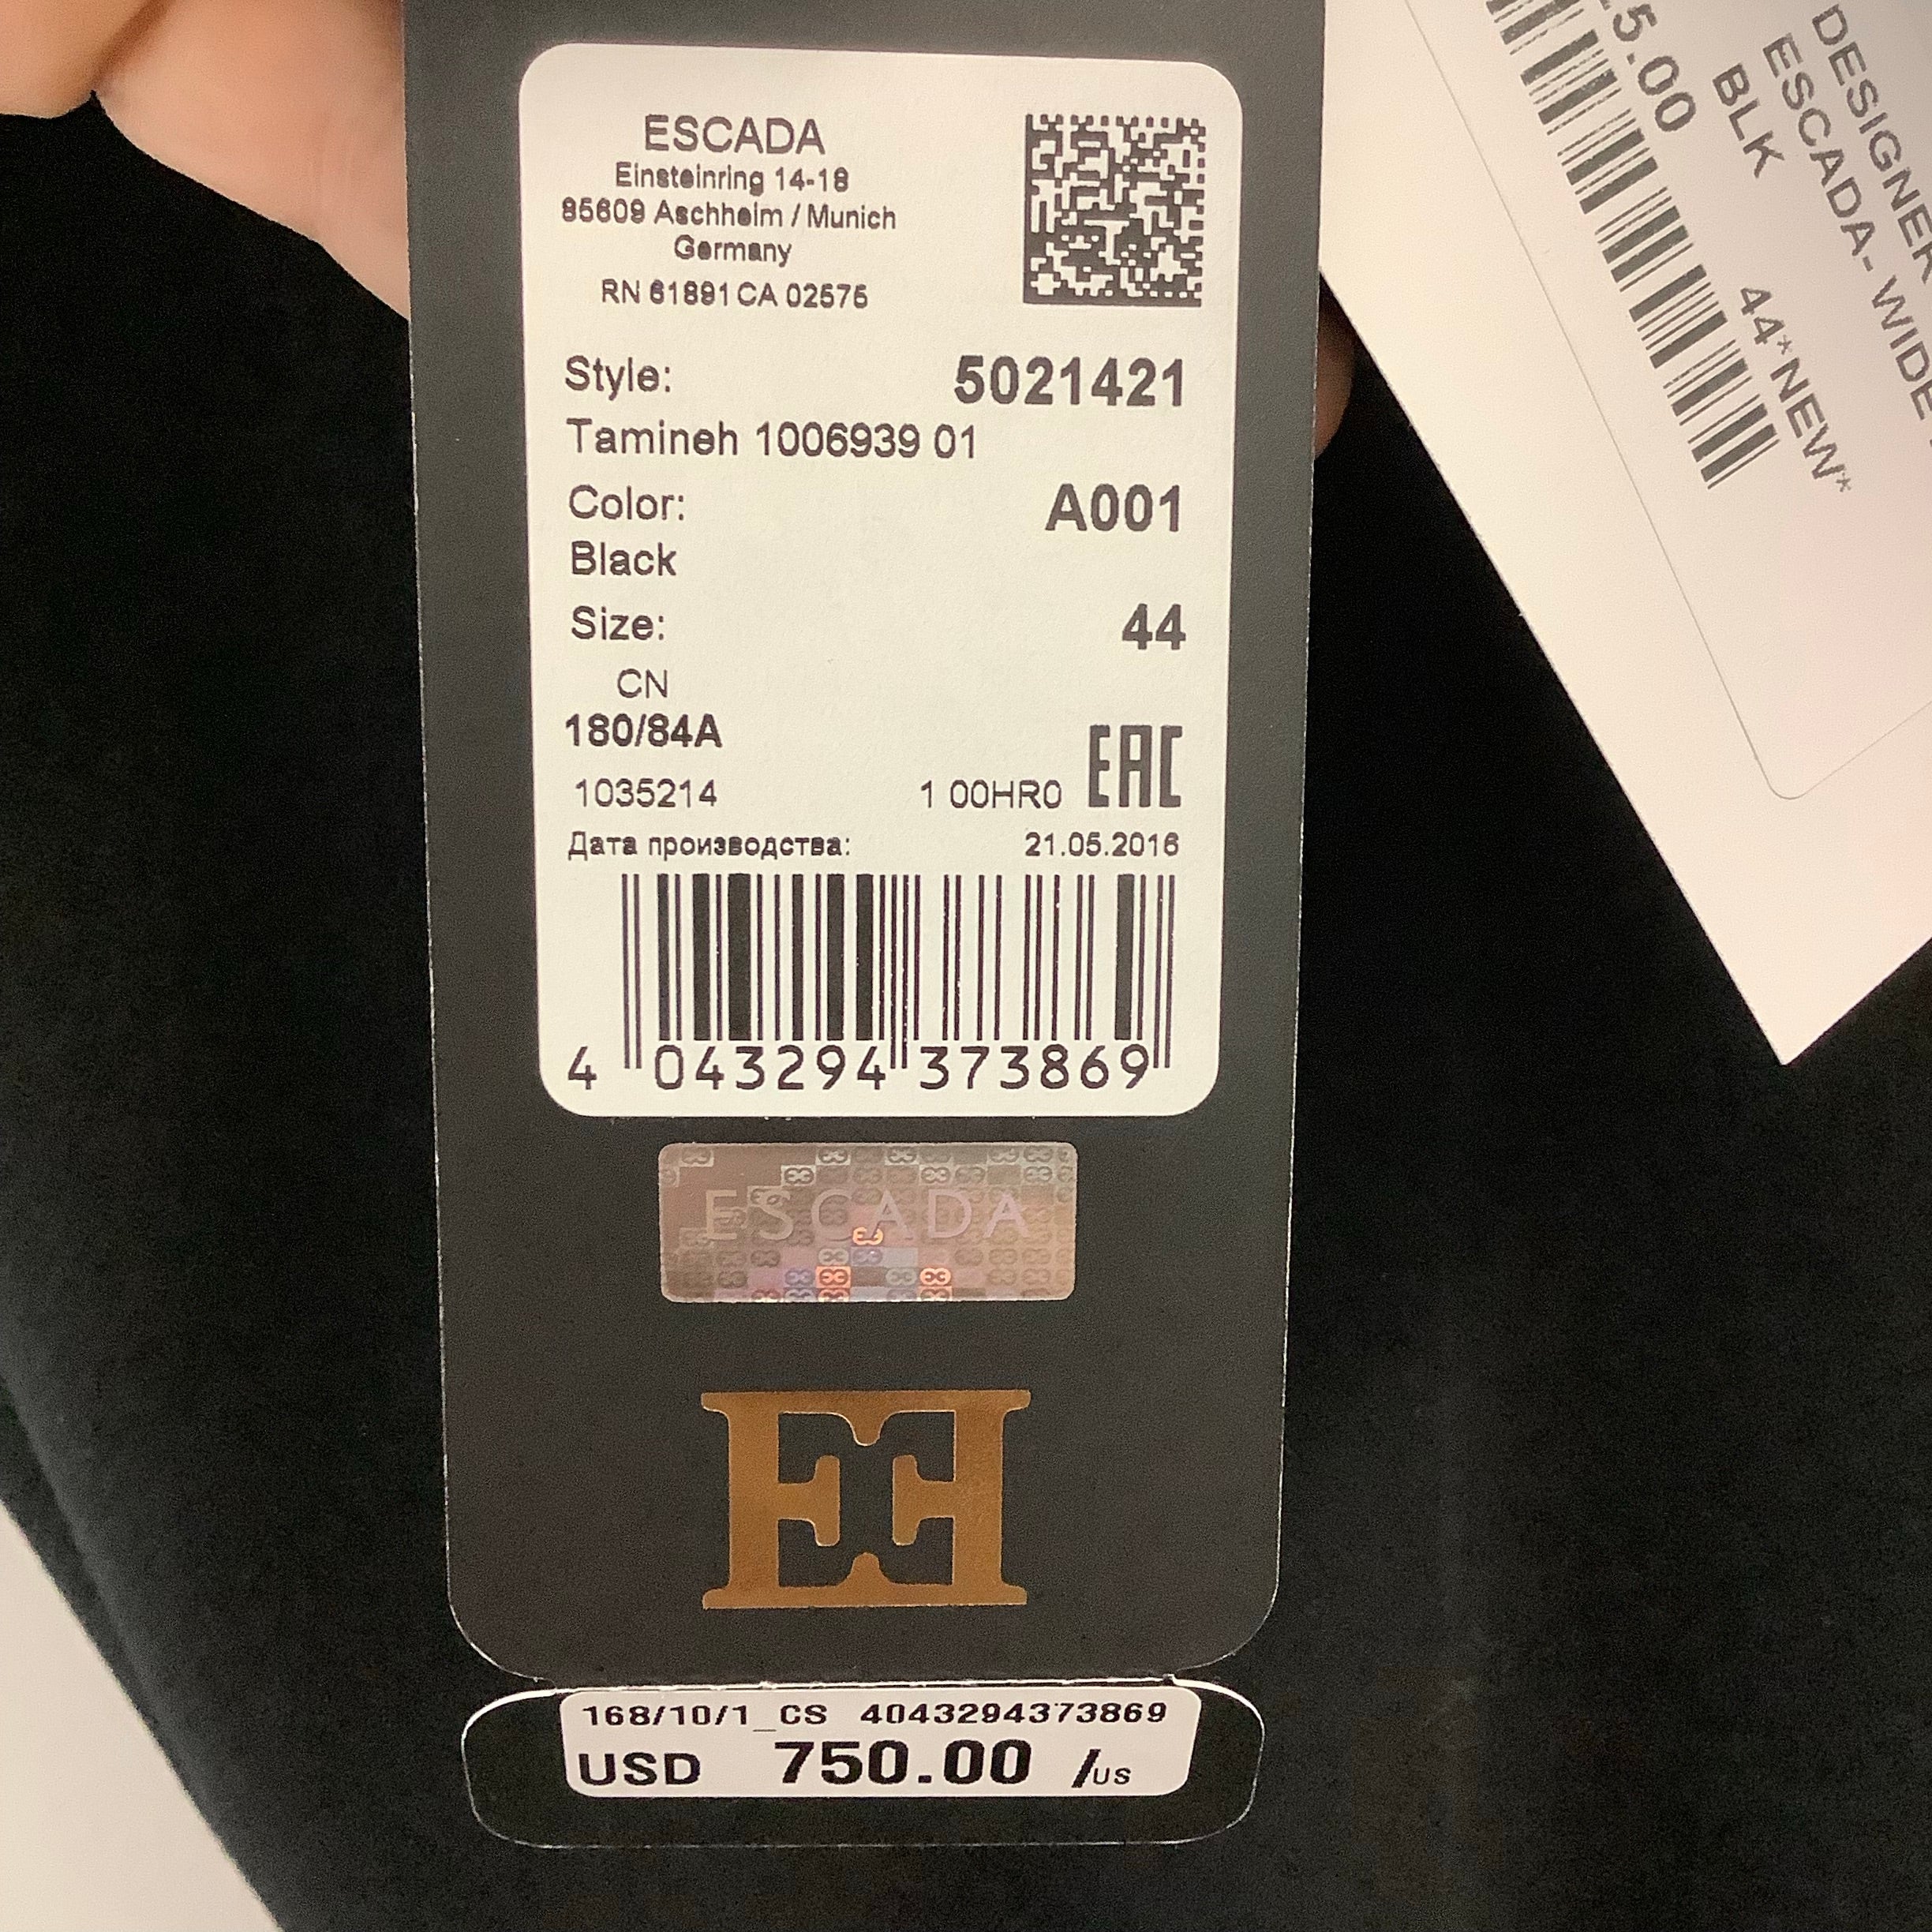 ESCADA
Einsteinring 14-18
85609 Aschheim / Munich
Germany
RN 61891 CA 02575
Style: 5021421
Tamineh 1006939 01
Color: A001
Black
Size: 44
CN
180/84A
1035214 1 00HR0 EAC
Дата производства: 21.05.2016
4 043294 373869
ESCADA
168/10/1_CS 4043294373869
USD 750.00 /US
DESIGNER
ESCADA- WIDE
BLK 44*NEW*
5.00